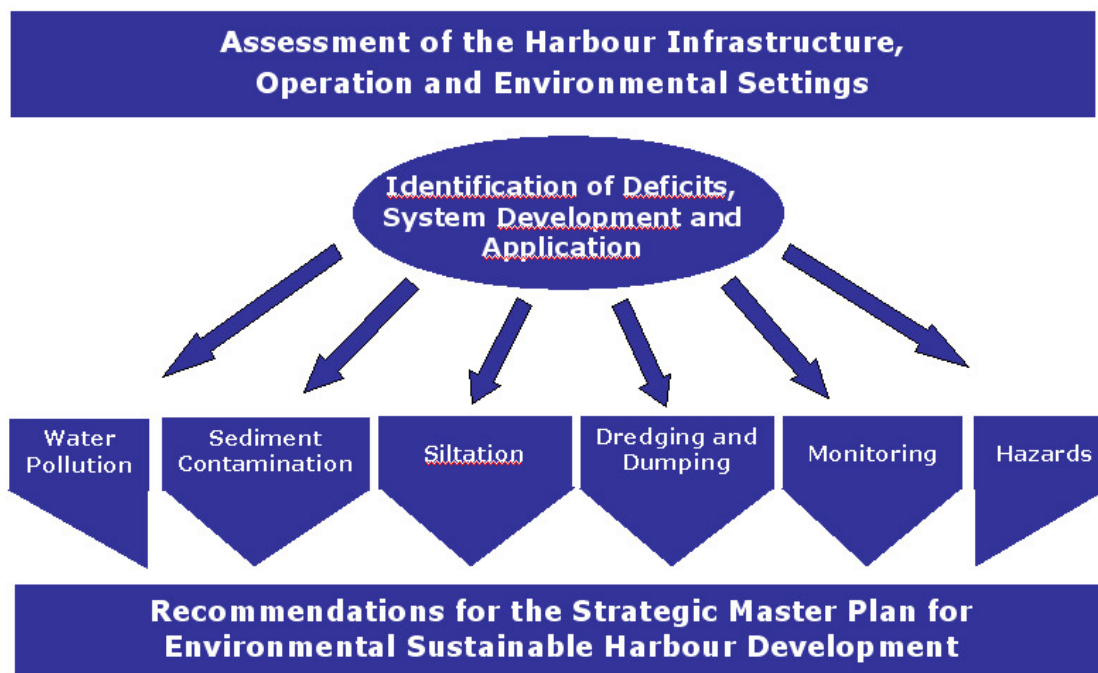 Assessment of the Harbour Infrastructure,
Operation and Environmental Settings
Identification of Deficits,
System Development and
Application
Water
Pollution
Sediment
Contamination
Siltation
Dredging and
Dumping
Monitoring
Hazards
Recommendations for the Strategic Master Plan for
Environmental Sustainable Harbour Development